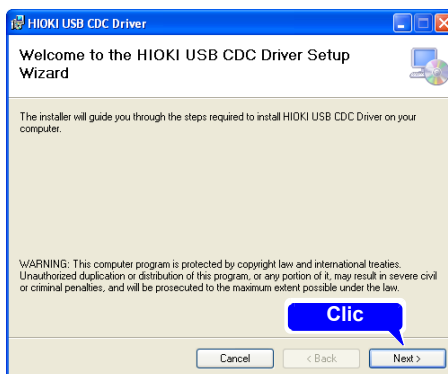 HIOKI USB CDC Driver
Welcome to the HIOKI USB CDC Driver Setup
Wizard
The installer will guide you through the steps required to install HIOKI USB CDC Driver on your
computer.
WARNING: This computer program is protected by copyright law and international treaties.
Unauthorized duplication or distribution of this program, or any portion of it, may result in severe civil
or criminal penalties, and will be prosecuted to the maximum extent possible under the law.
Clic
Cancel < Back Next >